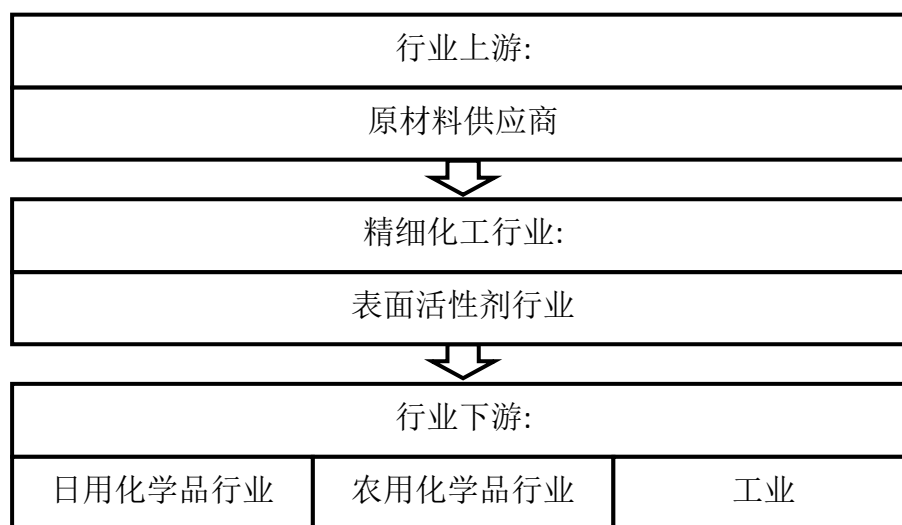 行业上游:
原材料供应商
精细化工行业:
表面活性剂行业
行业下游:
日用化学品行业 农用化学品行业 工业